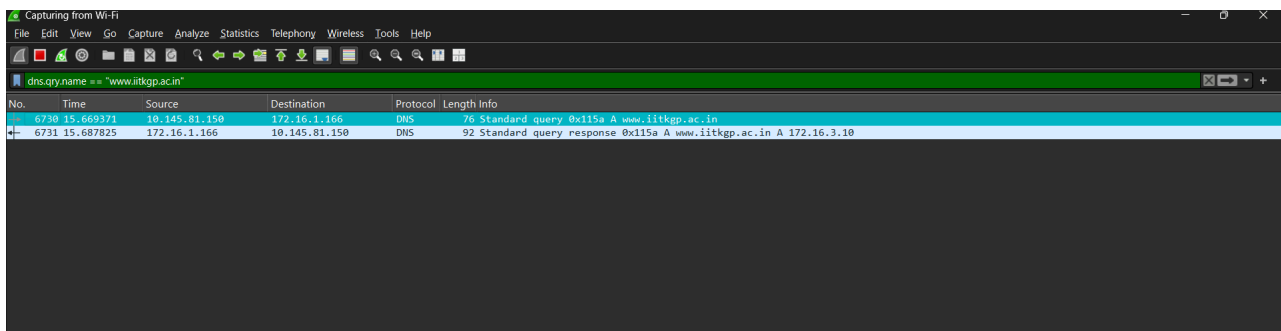 Capturing from Wi-Fi
File Edit View Go Capture Analyze Statistics Telephony Wireless Tools Help
dns.qry.name == "www.iitkgp.ac.in"
No. Time Source Destination Protocol Length Info
6730 15.669371 10.145.81.150 172.16.1.166 DNS 76 Standard query 0x115a A www.iitkgp.ac.in
6731 15.687825 172.16.1.166 10.145.81.150 DNS 92 Standard query response 0x115a A www.iitkgp.ac.in A 172.16.3.10